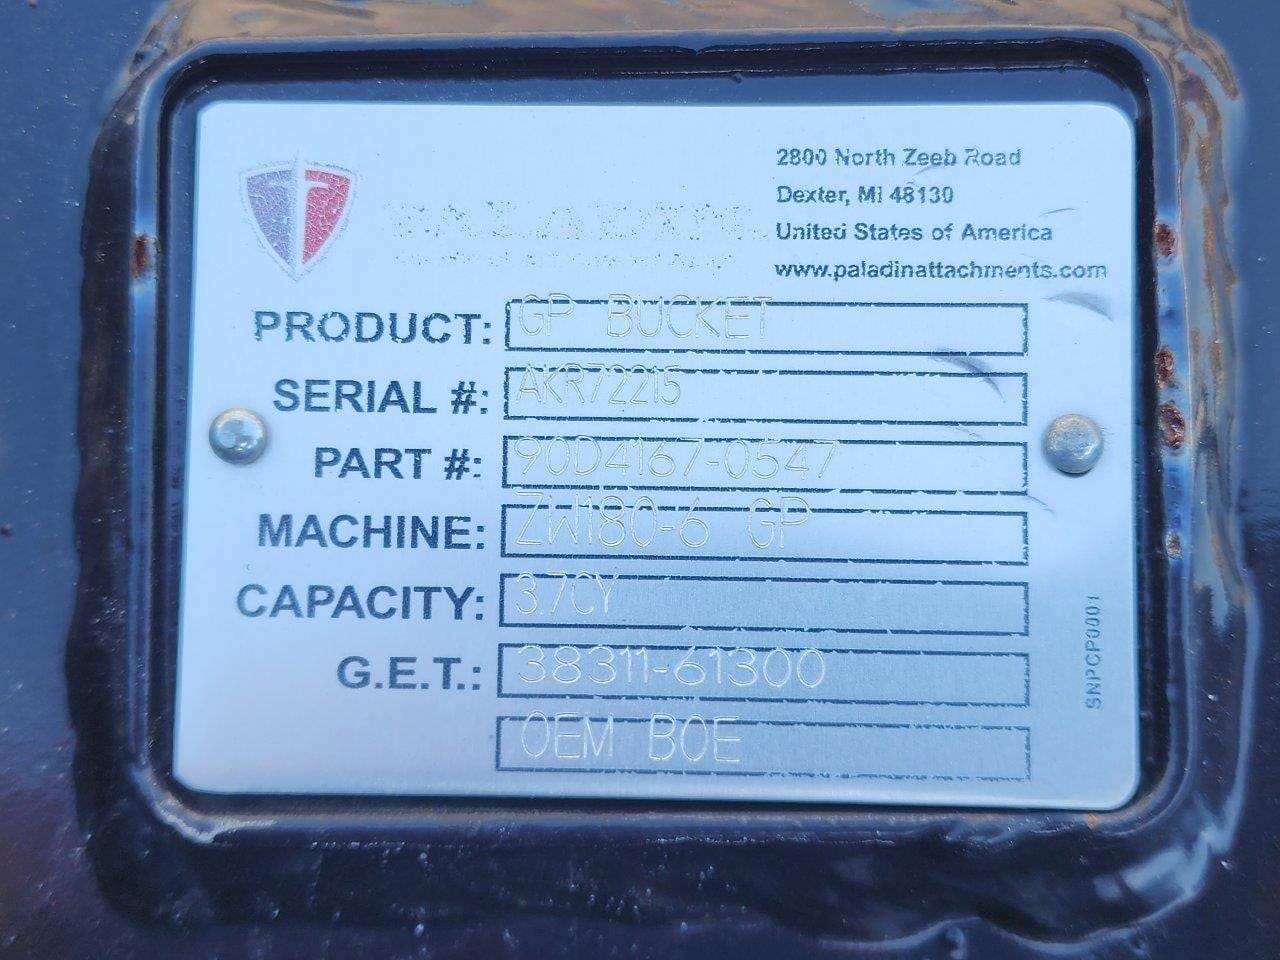 2800 North Zeeb Road
Dexter, MI 48130
United States of America
www.paladinattachments.com
PRODUCT: GP BUCKET
SERIAL #: AKR72215
PART #: 90D4167-0547
MACHINE: ZW180-6 GP
CAPACITY: 3.7CY
G.E.T.: 38311-61300
OEM BOE
SNPCP0001